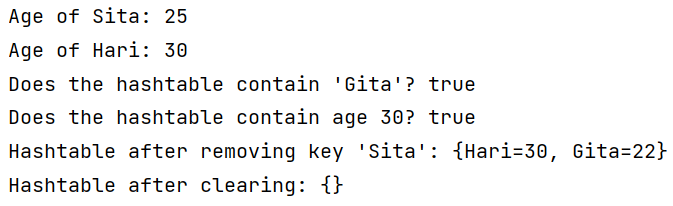 Age of Sita: 25
Age of Hari: 30
Does the hashtable contain 'Gita'? true
Does the hashtable contain age 30? true
Hashtable after removing key 'Sita': {Hari=30, Gita=22}
Hashtable after clearing: {}